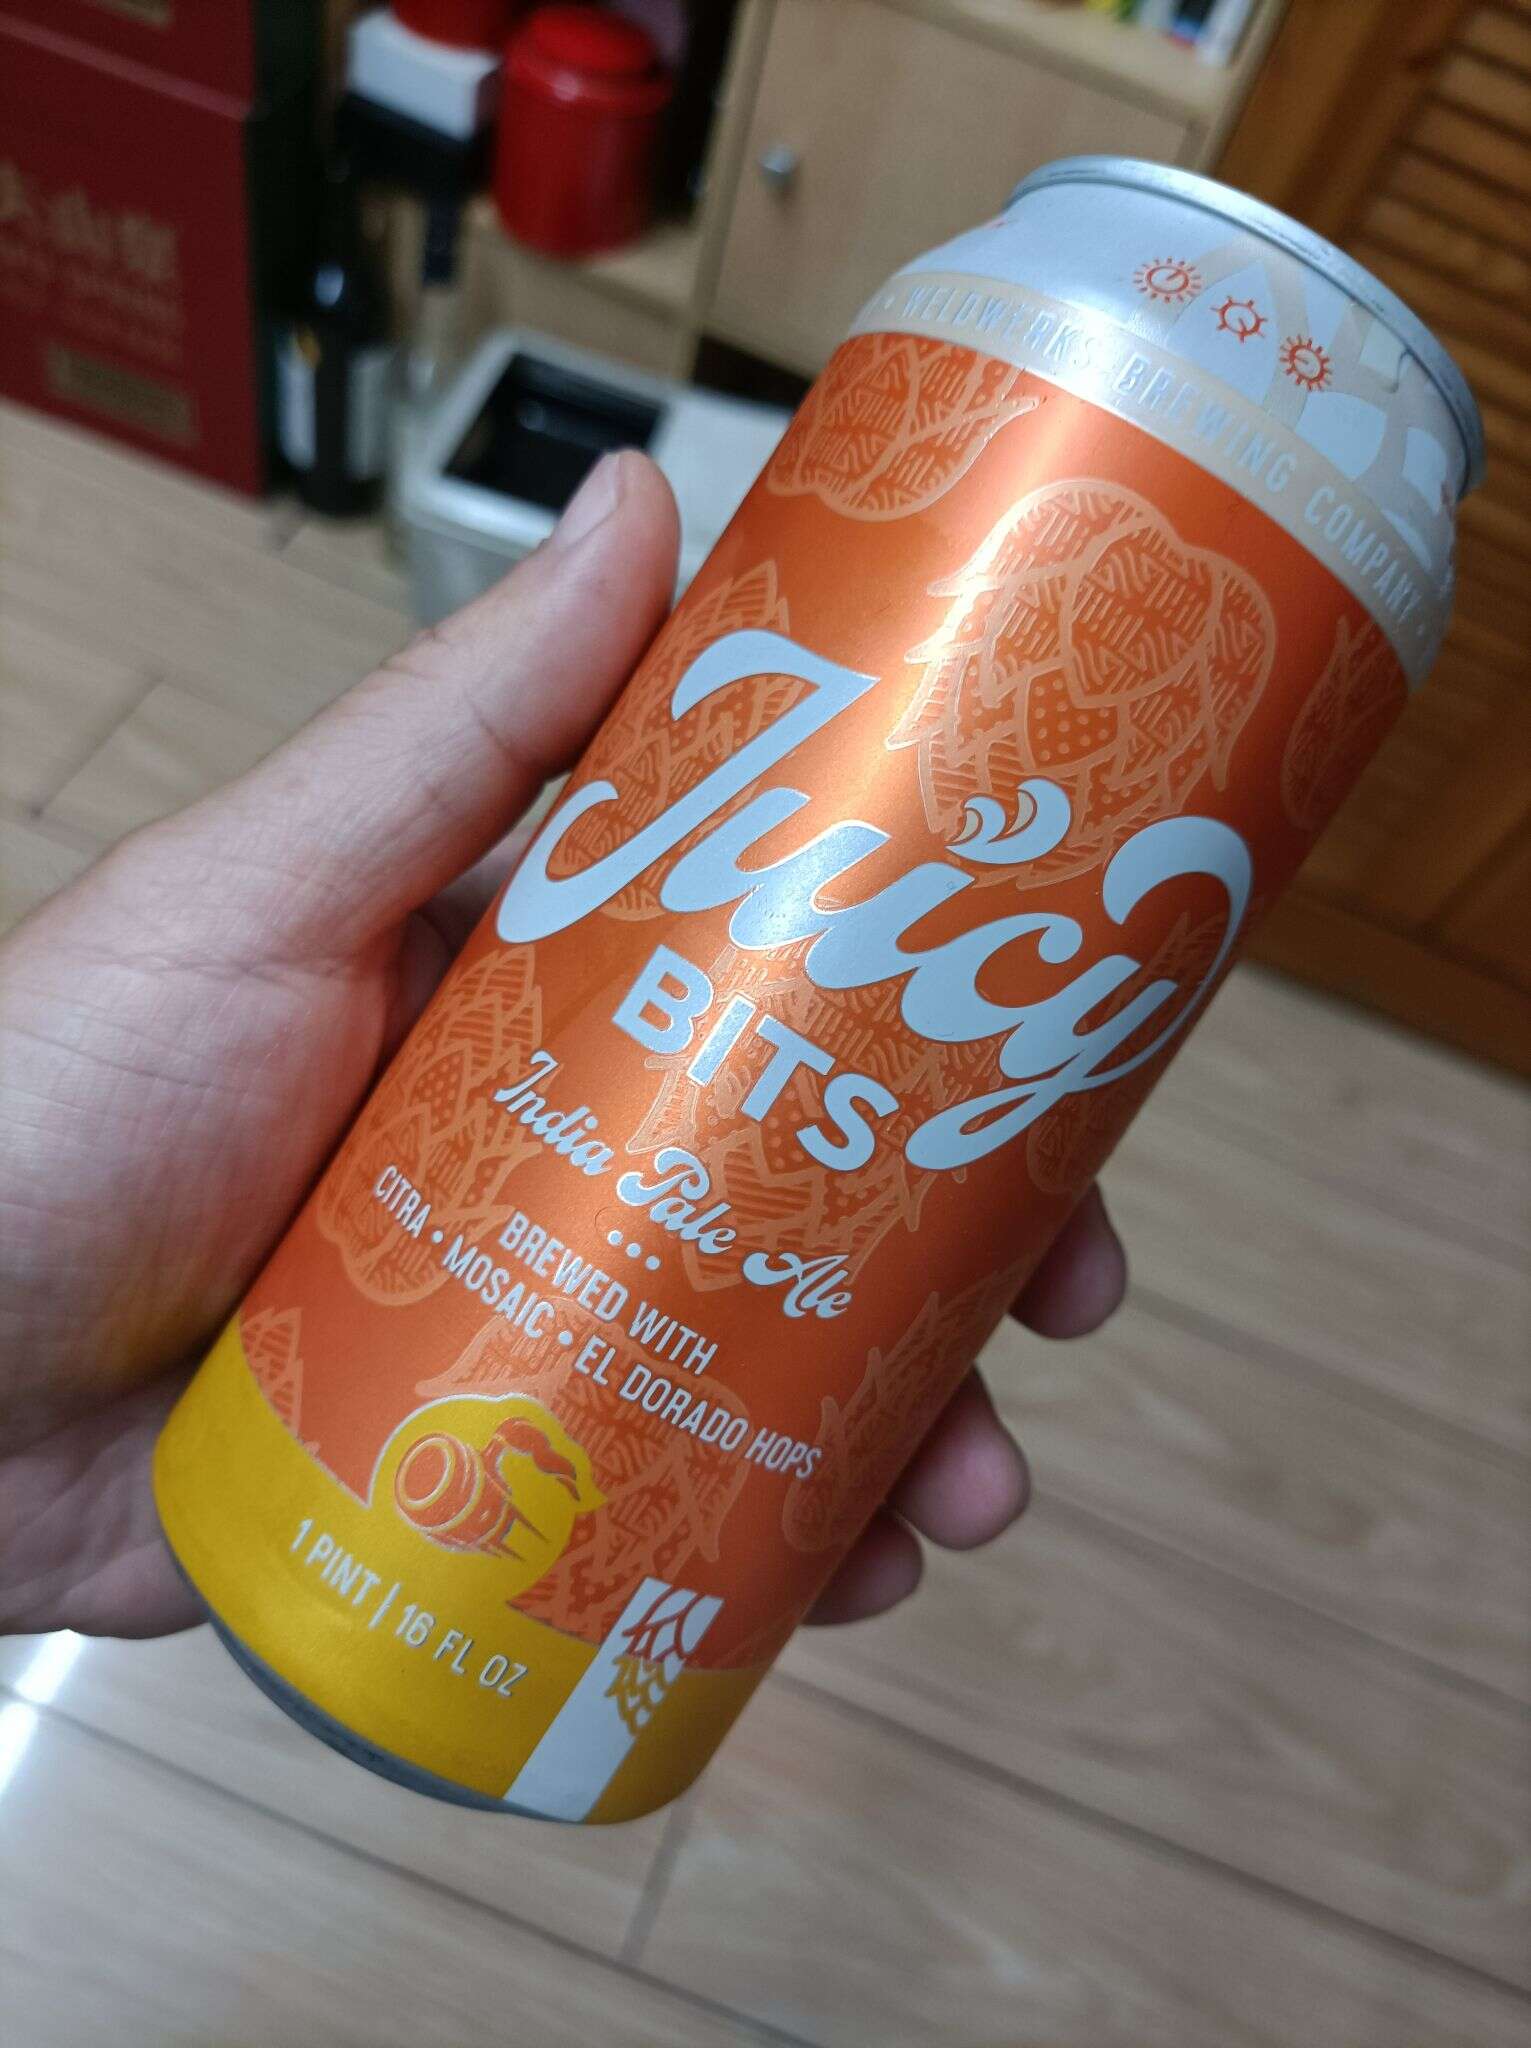 WELDWERKS BREWING COMPANY
Juicy
BITS
India Pale Ale
BREWED WITH
CITRA • MOSAIC • EL DORADO HOPS
1 PINT | 16 FL OZ